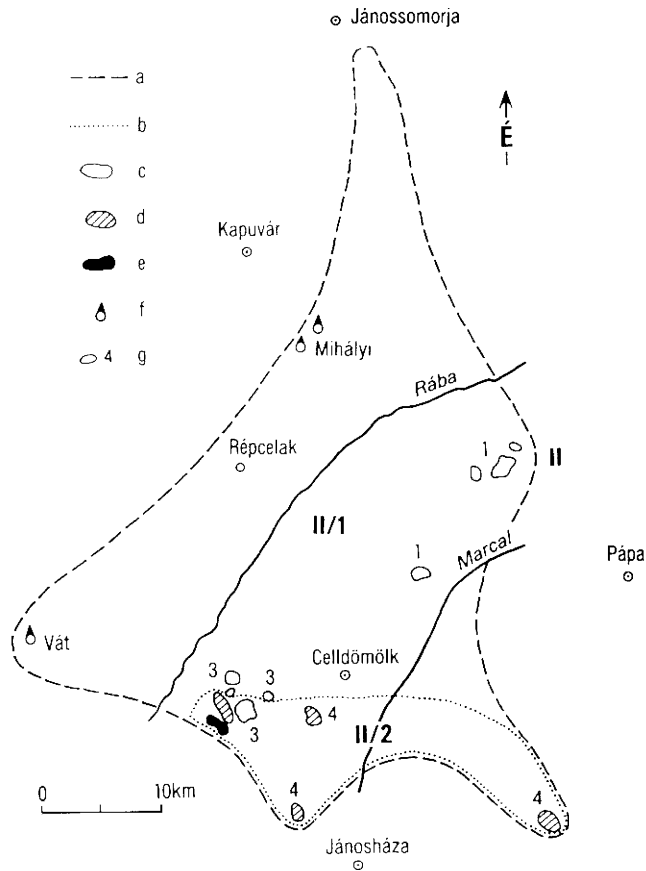 Jánossomorja
a
b
c
d
e
f
4 g
É
Kapuvár
Mihályi
Rába
Répcelak
1
II
II/1
1
Marcal
Pápa
Vát
3
3
Celldömölk
3
4
II/2
0 10km
4
4
Jánosháza